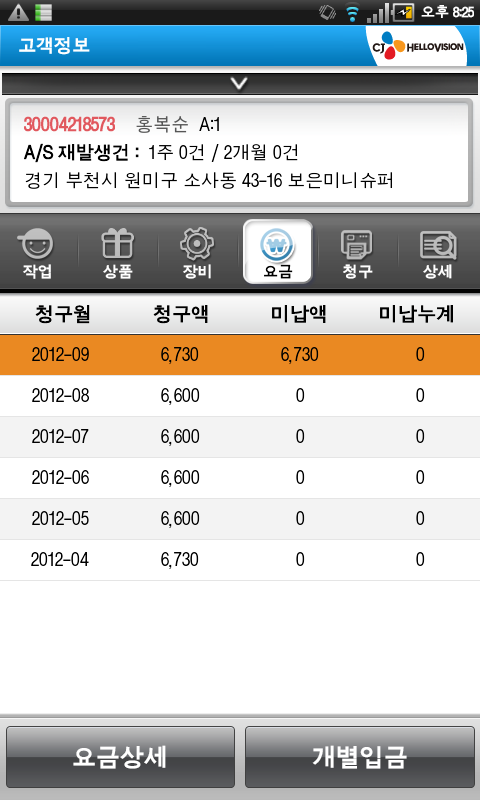 오후 8:25
고객정보
CJ HELLOVISION
30004218573 홍복순 A:1
A/S 재발생건 : 1주 0건 / 2개월 0건
경기 부천시 원미구 소사동 43-16 보은미니슈퍼
작업 상품 장비 요금 청구 상세
청구월 청구액 미납액 미납누계
2012-09 6,730 6,730 0
2012-08 6,600 0 0
2012-07 6,600 0 0
2012-06 6,600 0 0
2012-05 6,600 0 0
2012-04 6,730 0 0
요금상세 개별입금